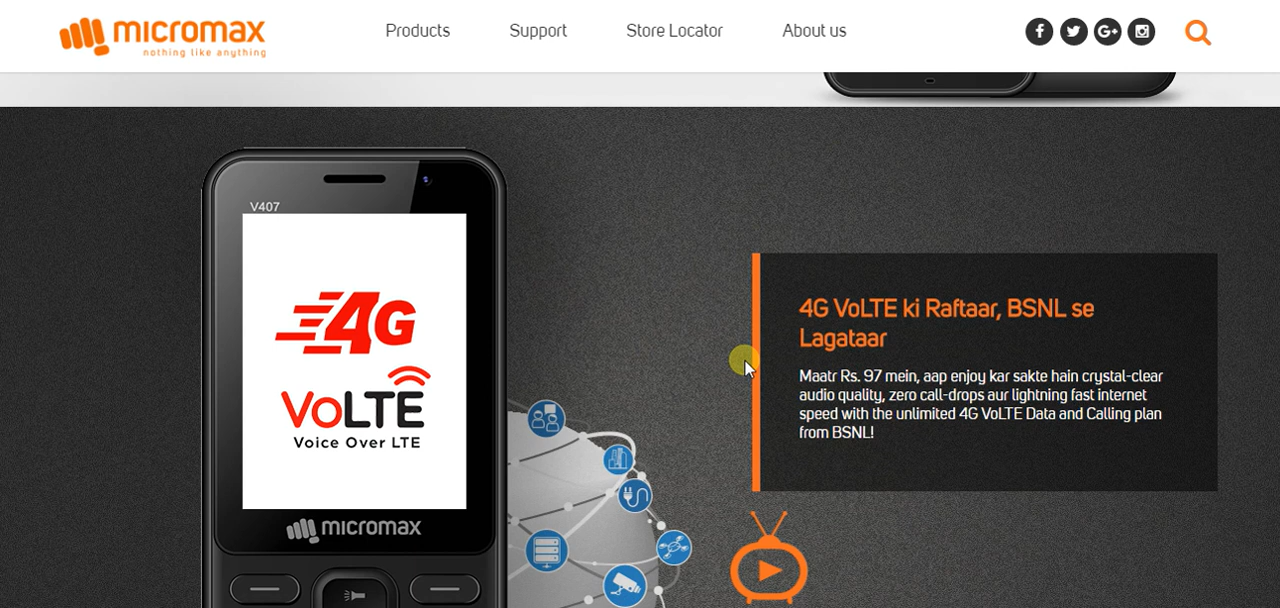 micromax
nothing like anything
Products
Support
Store Locator
About us
V407
4G
VoLTE
Voice Over LTE
micromax
4G VoLTE ki Raftaar, BSNL se
Lagataar
Maatr Rs. 97 mein, aap enjoy kar sakte hain crystal-clear
audio quality, zero call-drops aur lightning fast internet
speed with the unlimited 4G VoLTE Data and Calling plan
from BSNL!